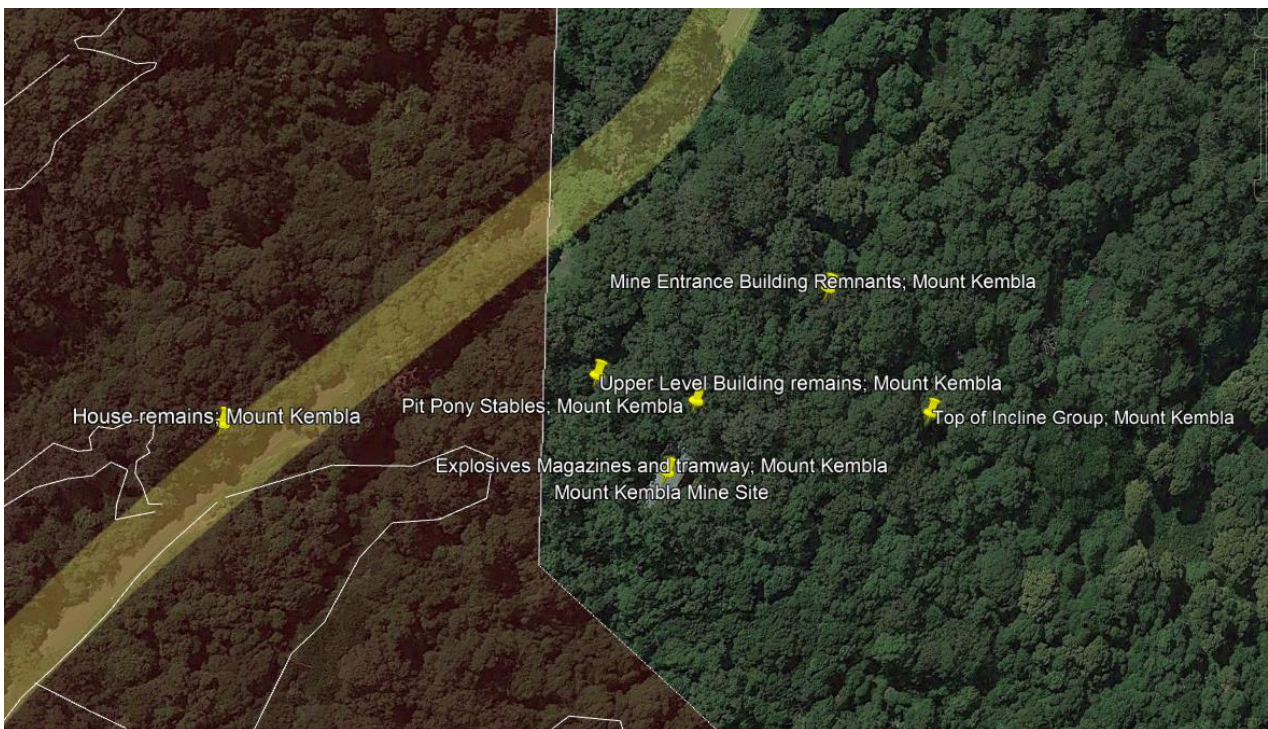 Mine Entrance Building Remnants; Mount Kembla
Upper Level Building remains; Mount Kembla
Pit Pony Stables; Mount Kembla
House remains; Mount Kembla
Top of Incline Group; Mount Kembla
Explosives Magazines and tramway; Mount Kembla
Mount Kembla Mine Site